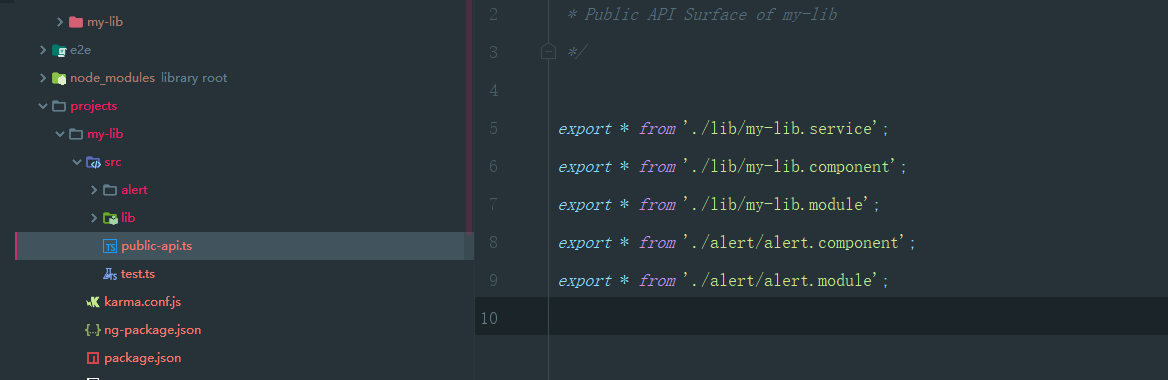 my-lib
e2e
node_modules library root
projects
my-lib
src
alert
lib
TS public-api.ts
test.ts
karma.conf.js
ng-package.json
package.json
2 * Public API Surface of my-lib
3 */
4
5 export * from './lib/my-lib.service';
6 export * from './lib/my-lib.component';
7 export * from './lib/my-lib.module';
8 export * from './alert/alert.component';
9 export * from './alert/alert.module';
10